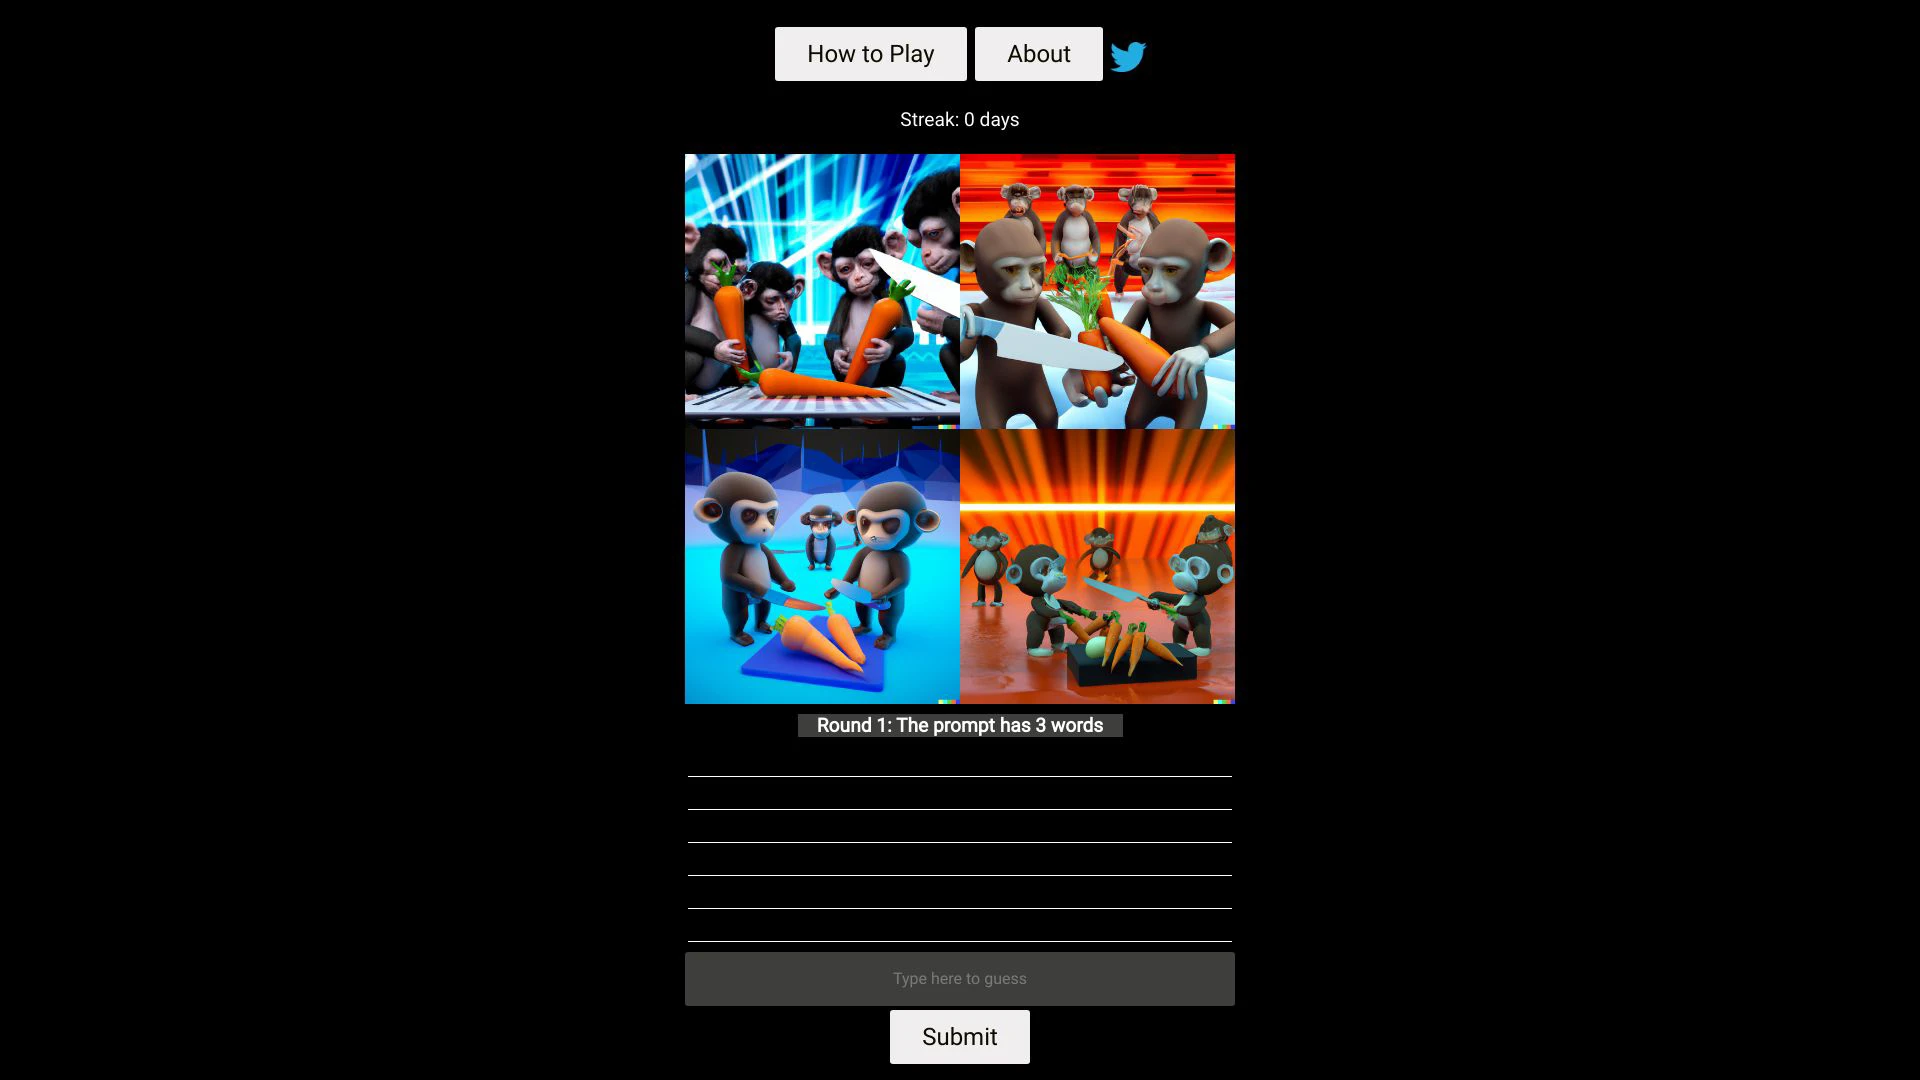 How to Play
About
Streak: 0 days
Round 1: The prompt has 3 words
Type here to guess
Submit